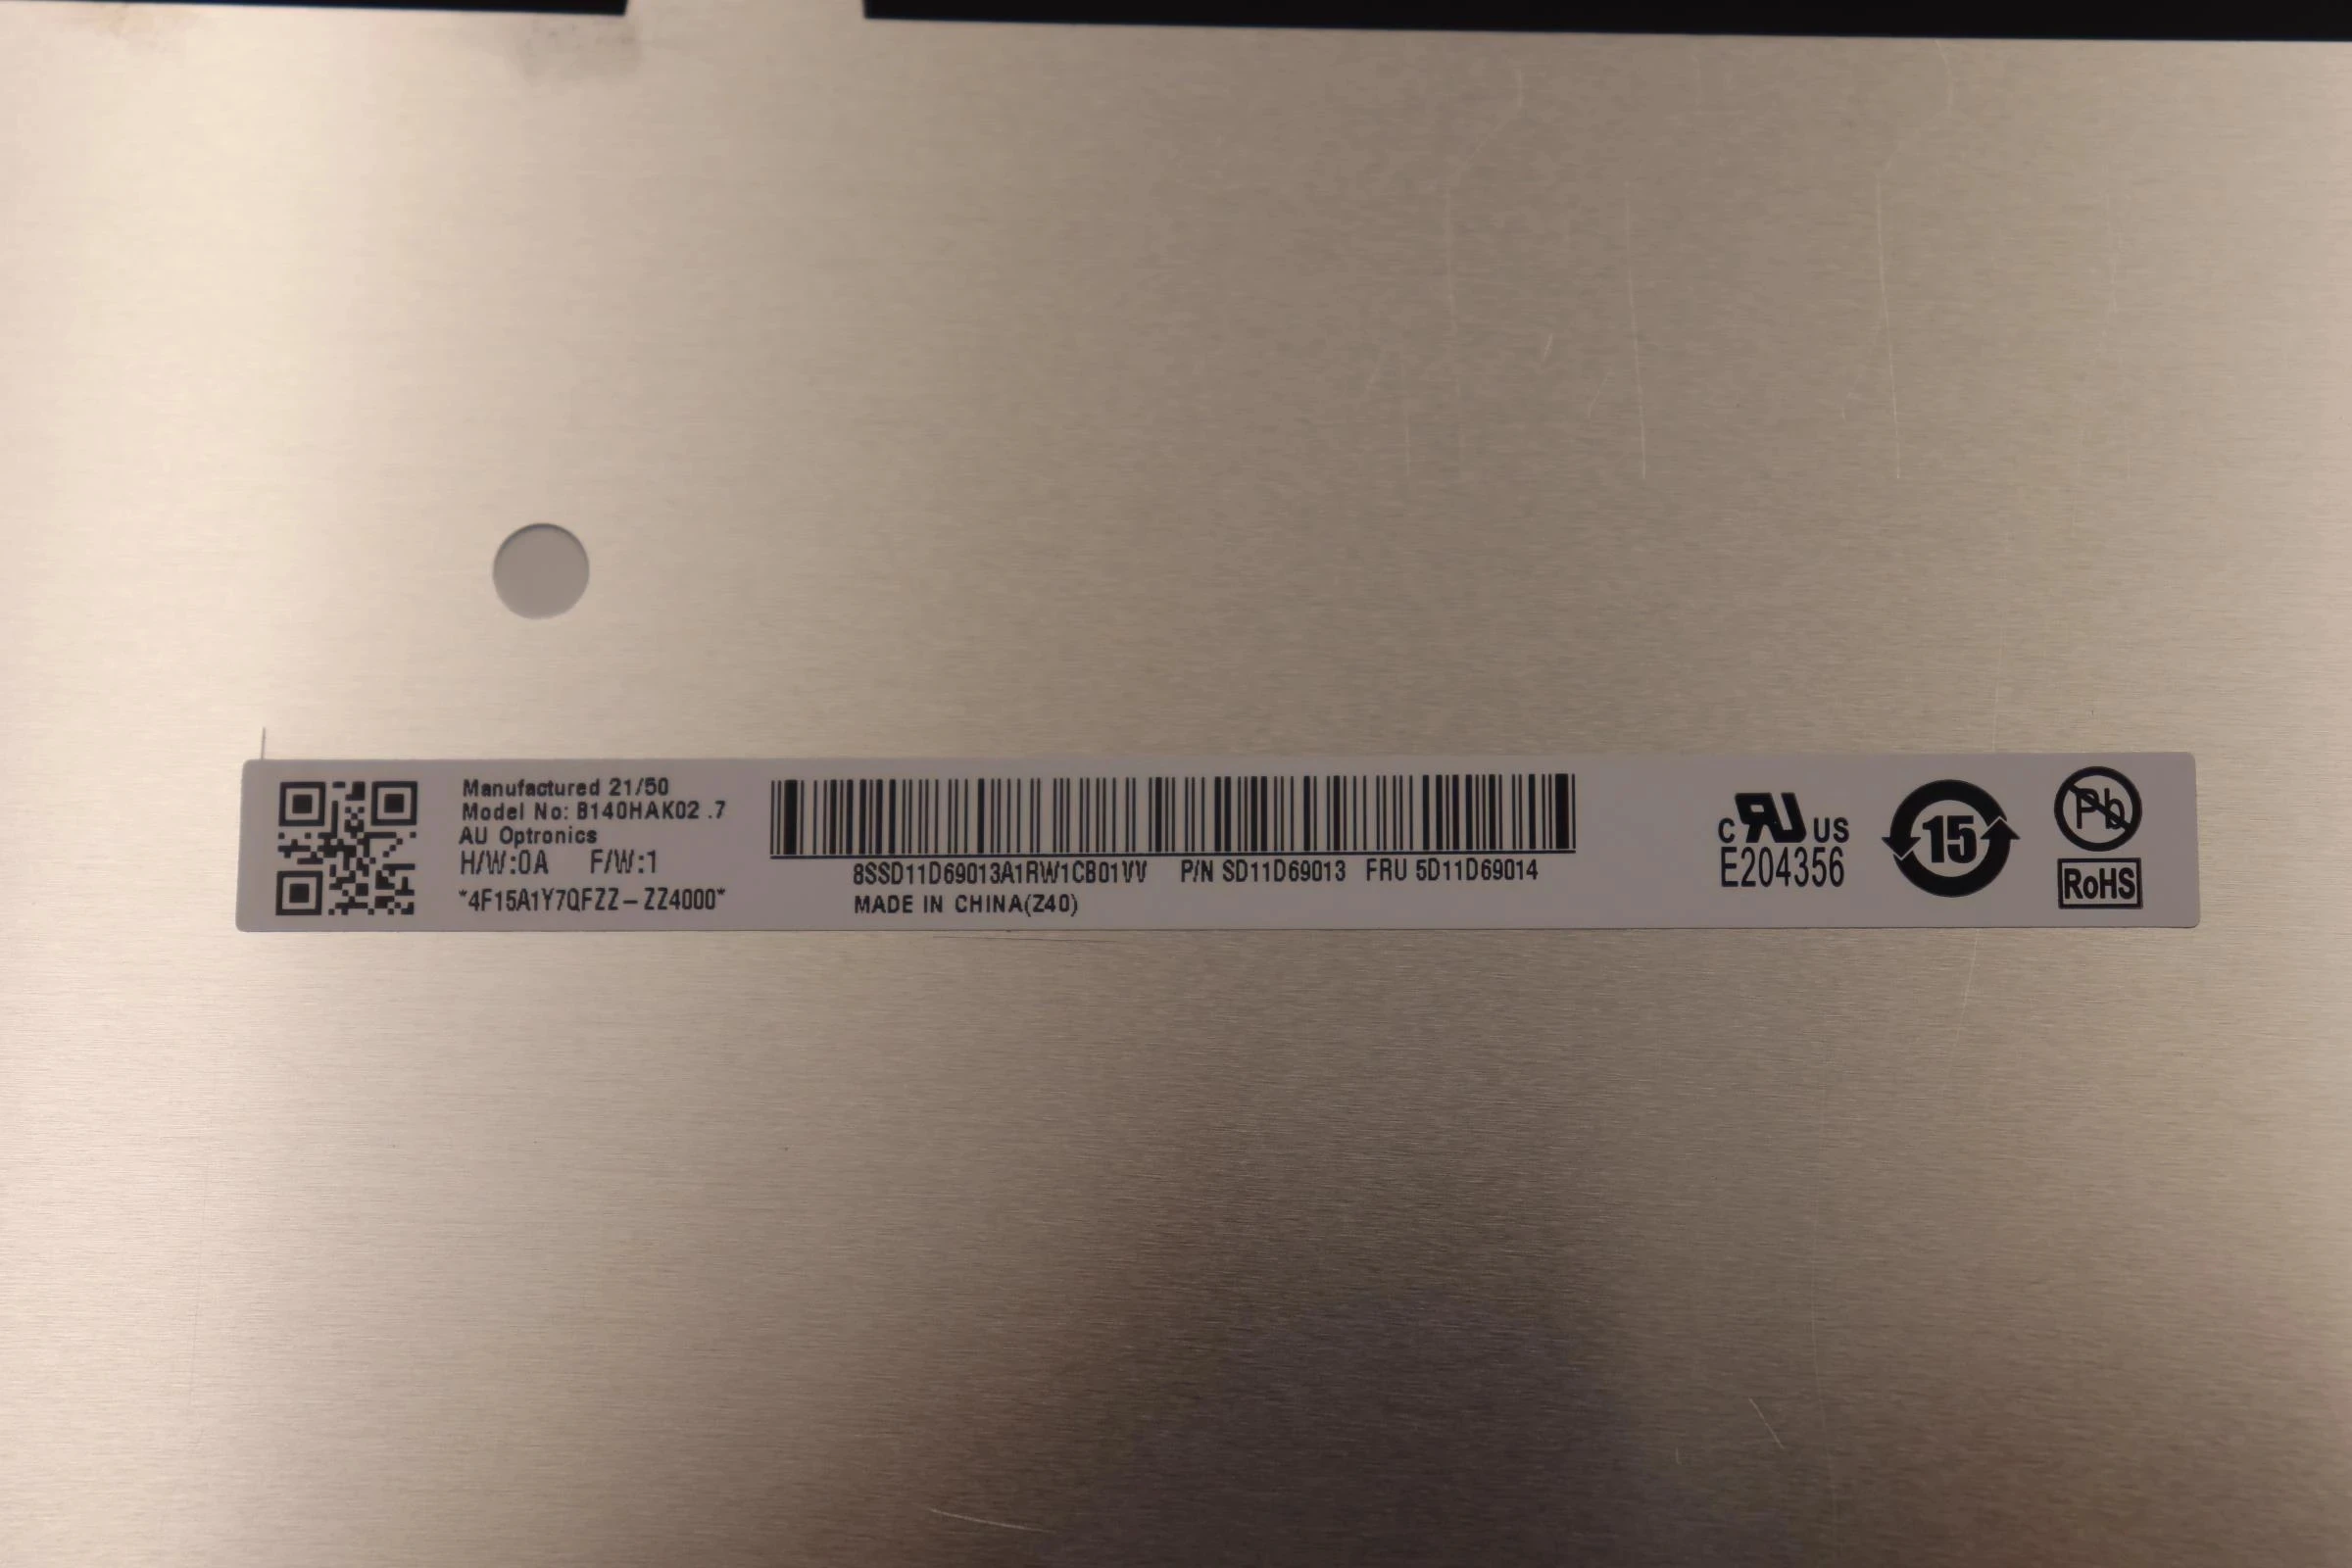 Manufactured 21/50
Model No: B140HAK02 .7
AU Optronics
H/W:0A F/W:1
*4F15A1Y7QFZZ-ZZ4000*
8SSD11D69013A1RW1CB01VV P/N SD11D69013 FRU 5D11D69014
MADE IN CHINA(Z40)
C RU US
E204356
15
Pb
RoHS